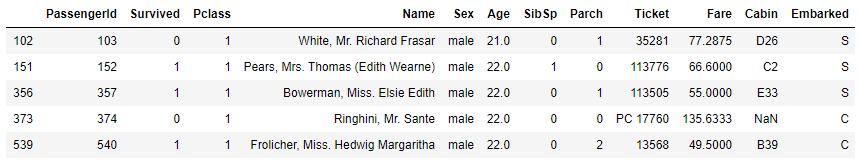 PassengerId Survived Pclass Name Sex Age SibSp Parch Ticket Fare Cabin Embarked
102 103 0 1 White, Mr. Richard Frasar male 21.0 0 1 35281 77.2875 D26 S
151 152 1 1 Pears, Mrs. Thomas (Edith Wearne) male 22.0 1 0 113776 66.6000 C2 S
356 357 1 1 Bowerman, Miss. Elsie Edith male 22.0 0 1 113505 55.0000 E33 S
373 374 0 1 Ringhini, Mr. Sante male 22.0 0 0 PC 17760 135.6333 NaN C
539 540 1 1 Frolicher, Miss. Hedwig Margaritha male 22.0 0 2 13568 49.5000 B39 C